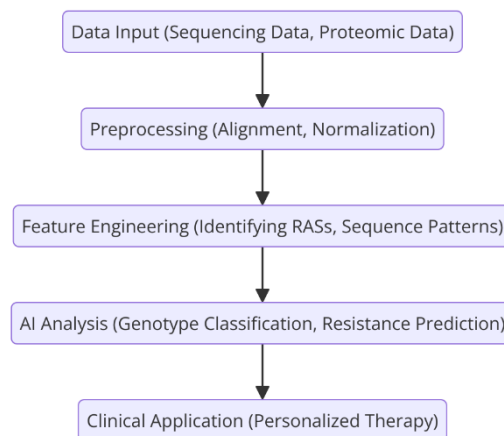 Data Input (Sequencing Data, Proteomic Data)
Preprocessing (Alignment, Normalization)
Feature Engineering (Identifying RASs, Sequence Patterns)
AI Analysis (Genotype Classification, Resistance Prediction)
Clinical Application (Personalized Therapy)